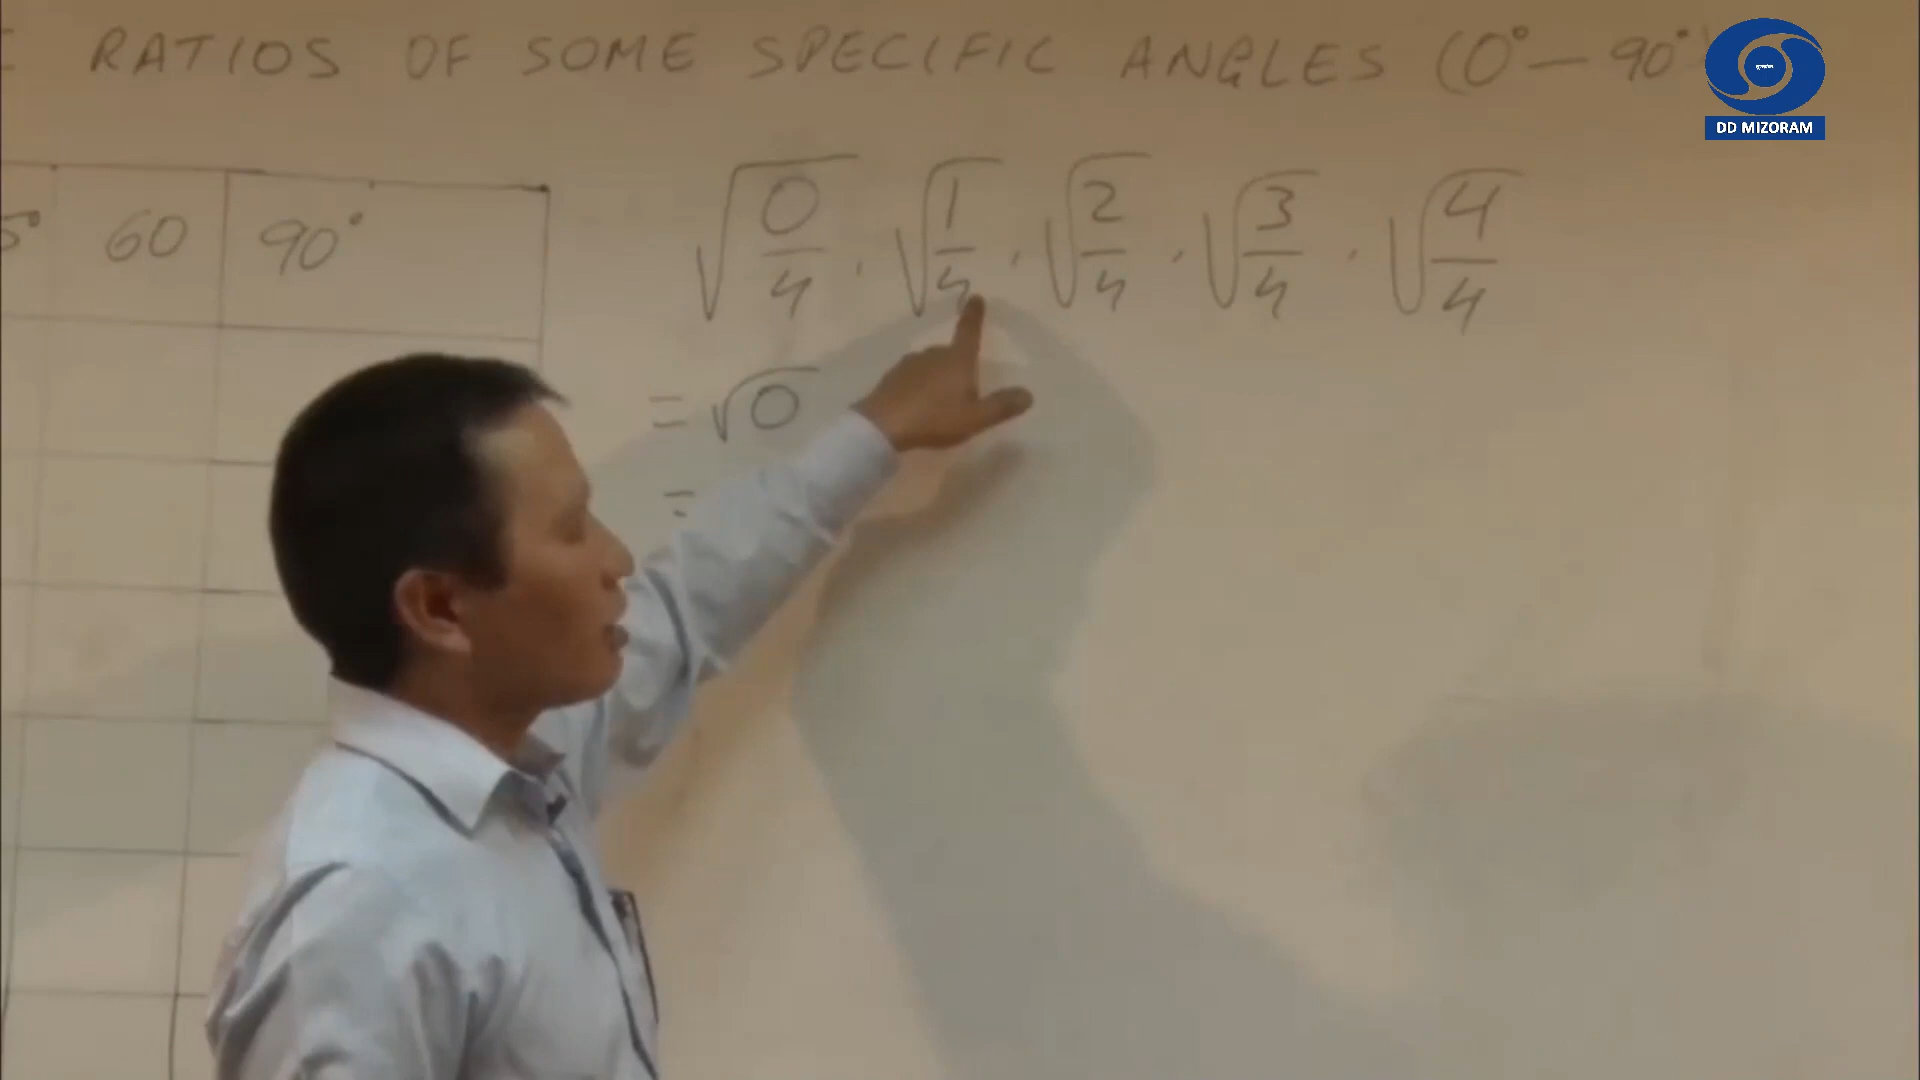 RATIOS OF SOME SPECIFIC ANGLES (0° — 90°
DD MIZORAM
60 90°
√(0/4) , √(1/4) , √(2/4) , √(3/4) , √(4/4)
= √0
=